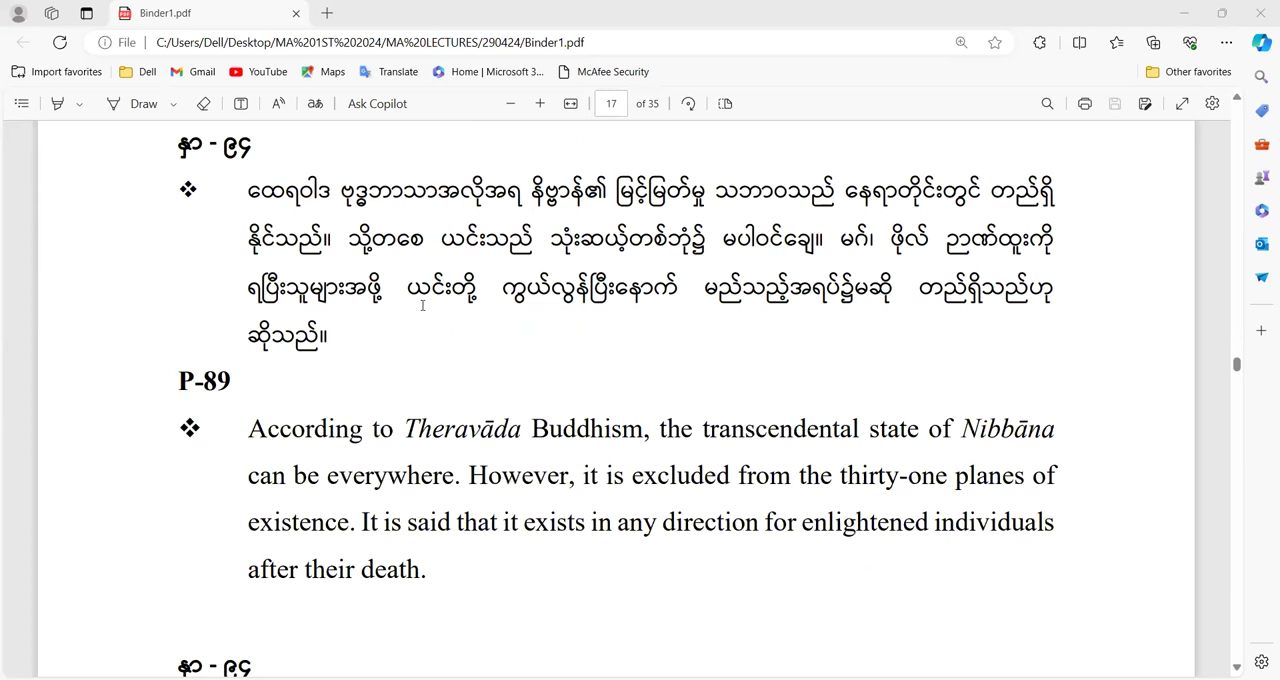 Binder1.pdf
File
C:/Users/Dell/Desktop/MA%201ST%202024/MA%20LECTURES/290424/Binder1.pdf
Import favorites Dell Gmail YouTube Maps Translate Home | Microsoft 3... McAfee Security Other favorites
Draw Ask Copilot 17 of 35
နှာ - ၉၄
❖ ထေရဝါဒ ဗုဒ္ဓဘာသာအလိုအရ နိဗ္ဗာန်၏ မြင့်မြတ်မှု သဘာဝသည် နေရာတိုင်းတွင် တည်ရှိ
နိုင်သည်။ သို့တစေ ယင်းသည် သုံးဆယ့်တစ်ဘုံ၌ မပါဝင်ချေ။ မဂ်၊ ဖိုလ် ဉာဏ်ထူးကို
ရပြီးသူများအဖို့ ယင်းတို့ ကွယ်လွန်ပြီးနောက် မည်သည့်အရပ်၌မဆို တည်ရှိသည်ဟု
ဆိုသည်။
P-89
❖ According to Theravāda Buddhism, the transcendental state of Nibbāna
can be everywhere. However, it is excluded from the thirty-one planes of
existence. It is said that it exists in any direction for enlightened individuals
after their death.
နှာ - ၉၄